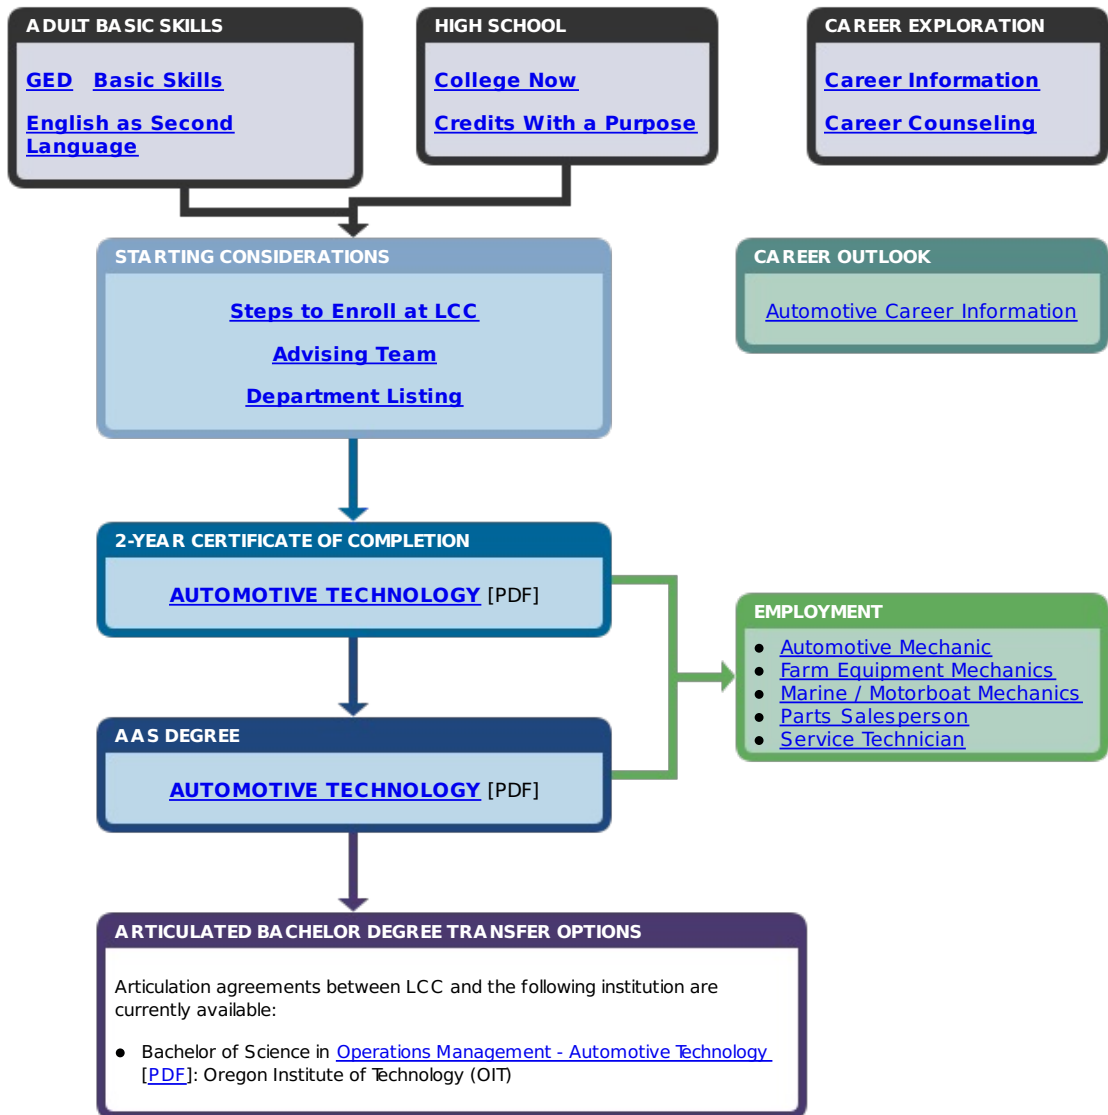 ADULT BASIC SKILLS
GED Basic Skills
English as Second
Language
HIGH SCHOOL
College Now
Credits With a Purpose
CAREER EXPLORATION
Career Information
Career Counseling
STARTING CONSIDERATIONS
Steps to Enroll at LCC
Advising Team
Department Listing
CAREER OUTLOOK
Automotive Career Information
2-YEAR CERTIFICATE OF COMPLETION
AUTOMOTIVE TECHNOLOGY [PDF]
EMPLOYMENT
● Automotive Mechanic
● Farm Equipment Mechanics
● Marine / Motorboat Mechanics
● Parts Salesperson
● Service Technician
AAS DEGREE
AUTOMOTIVE TECHNOLOGY [PDF]
ARTICULATED BACHELOR DEGREE TRANSFER OPTIONS
Articulation agreements between LCC and the following institution are
currently available:
● Bachelor of Science in Operations Management - Automotive Technology
[PDF]: Oregon Institute of Technology (OIT)